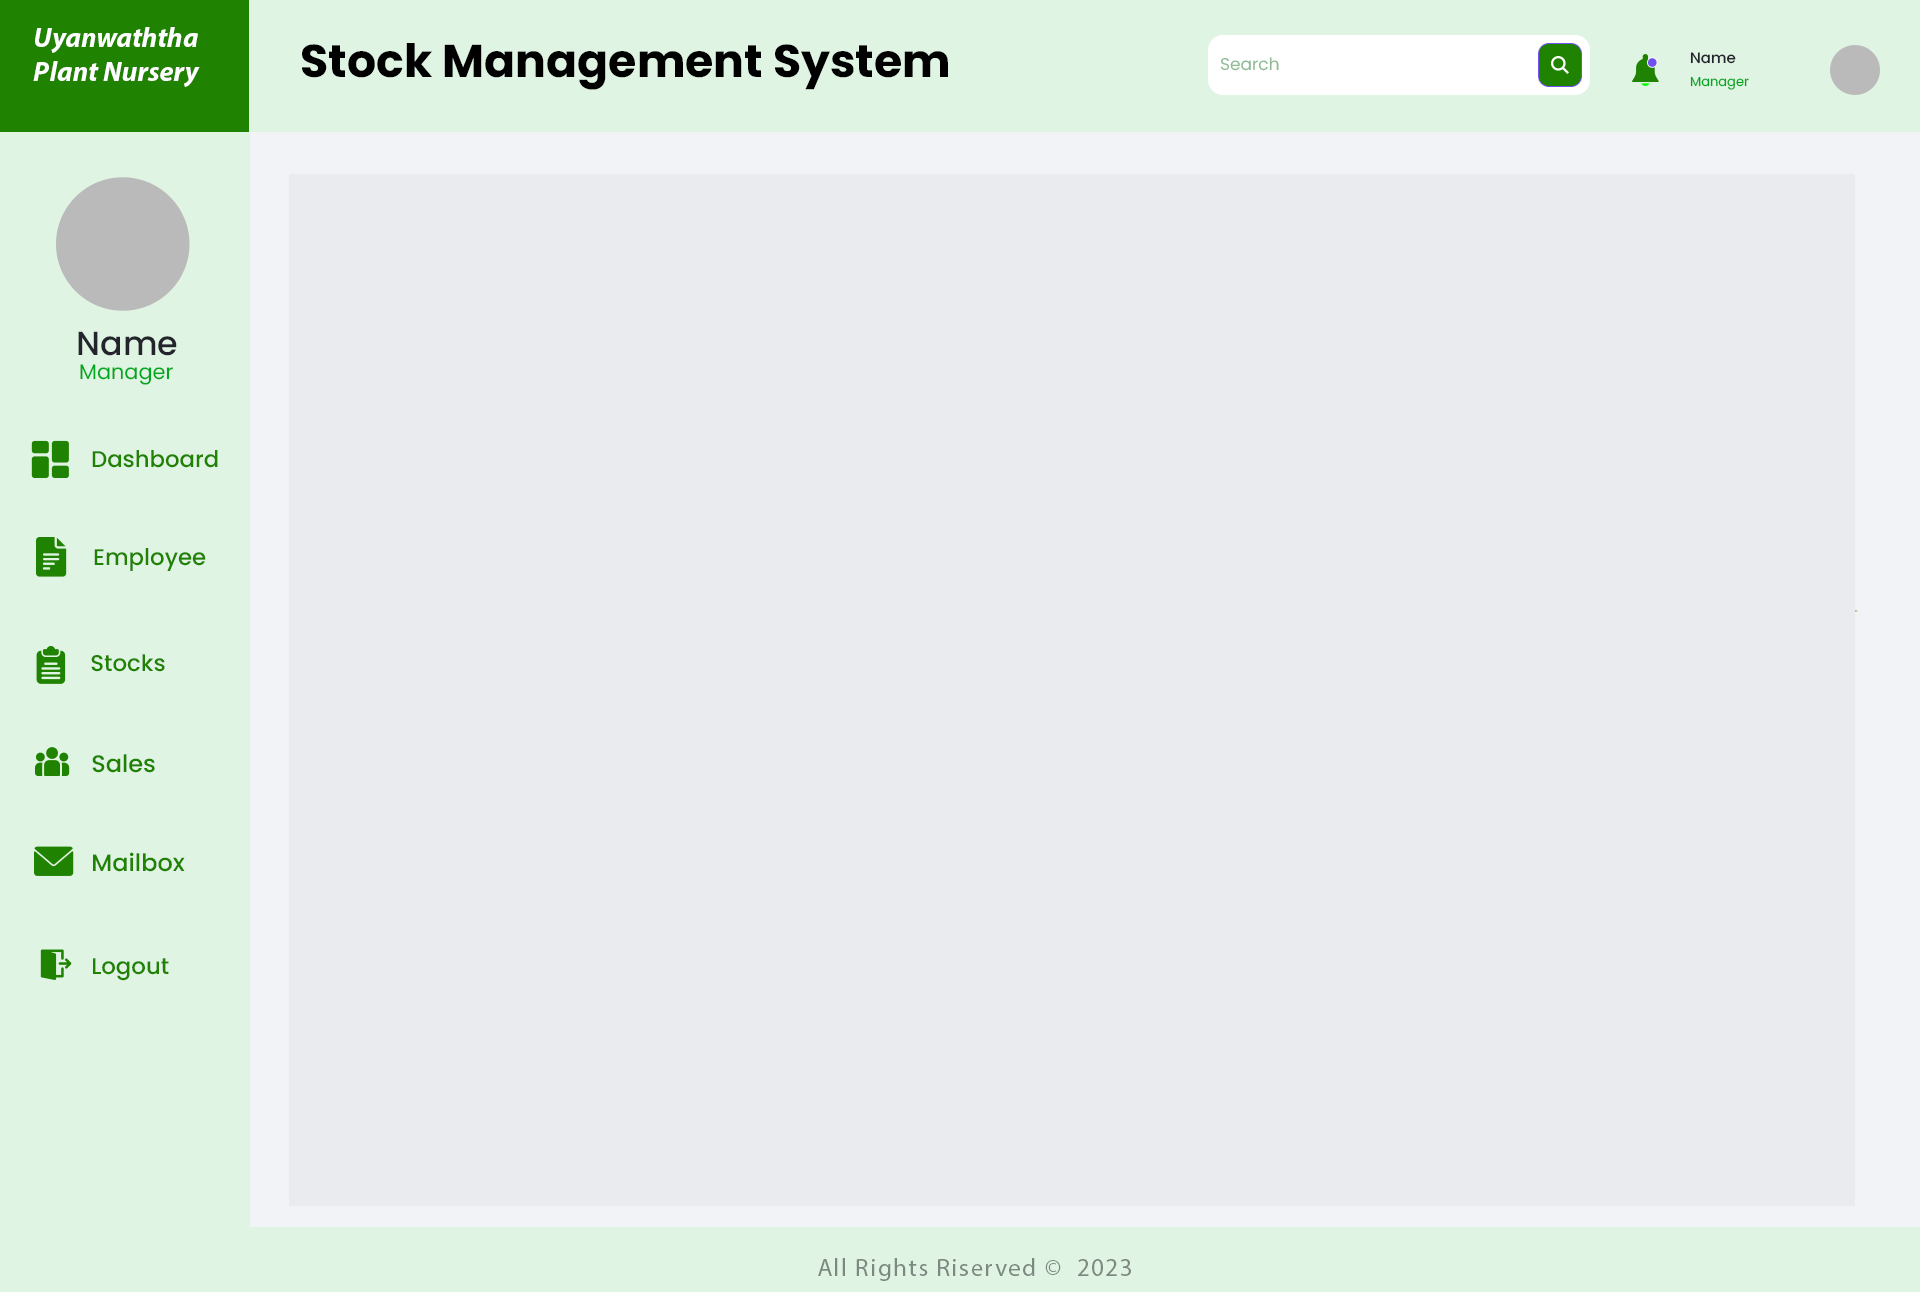 Uyanwaththa
Plant Nursery
Stock Management System
Search
Name
Manager
Name
Manager
Dashboard
Employee
Stocks
Sales
Mailbox
Logout
All Rights Riserved © 2023